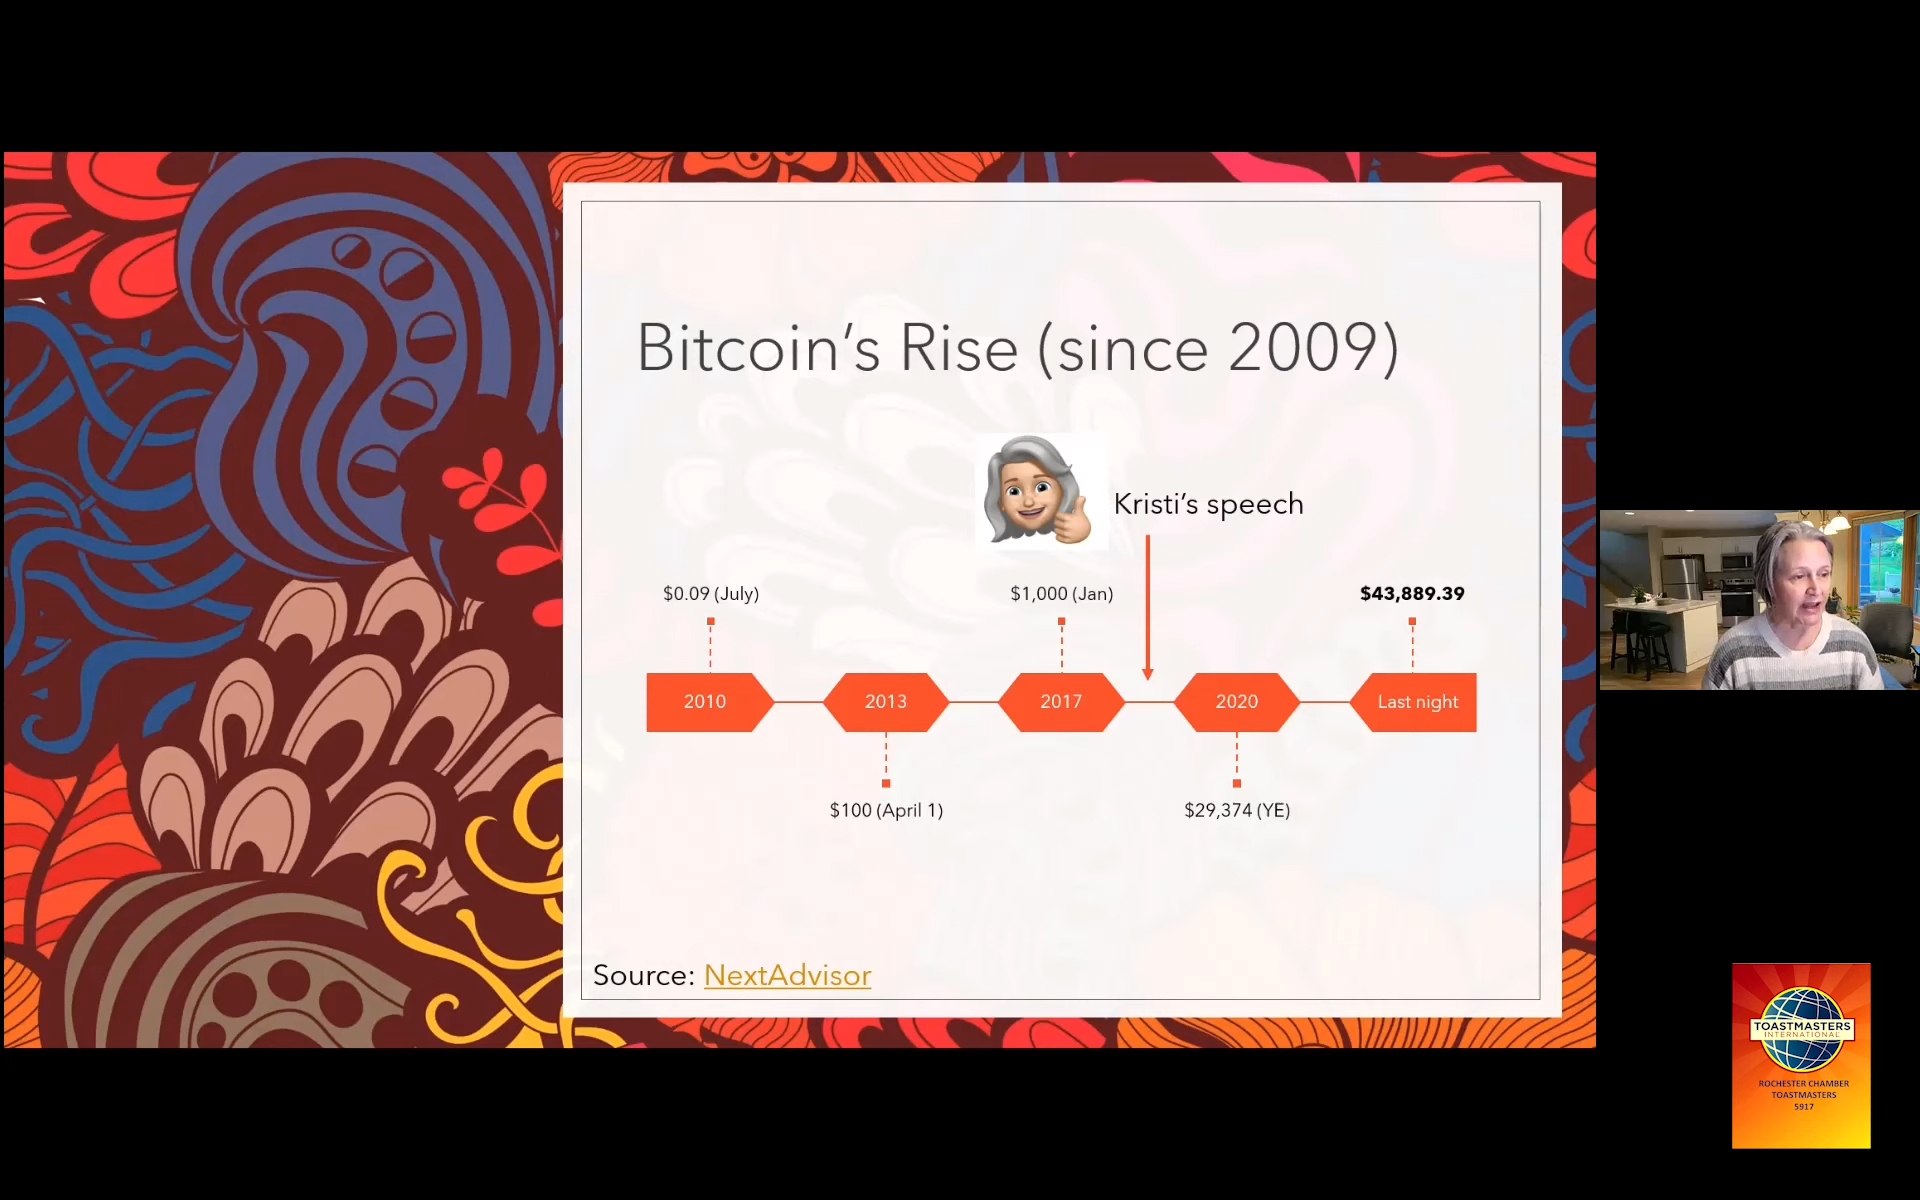 Bitcoin’s Rise (since 2009)
Kristi’s speech
$0.09 (July)
$1,000 (Jan)
$43,889.39
2010
2013
2017
2020
Last night
$100 (April 1)
$29,374 (YE)
Source: NextAdvisor
TOASTMASTERS
INTERNATIONAL
ROCHESTER CHAMBER
TOASTMASTERS
5917